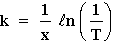 k = 1/x ℓn(1/T)